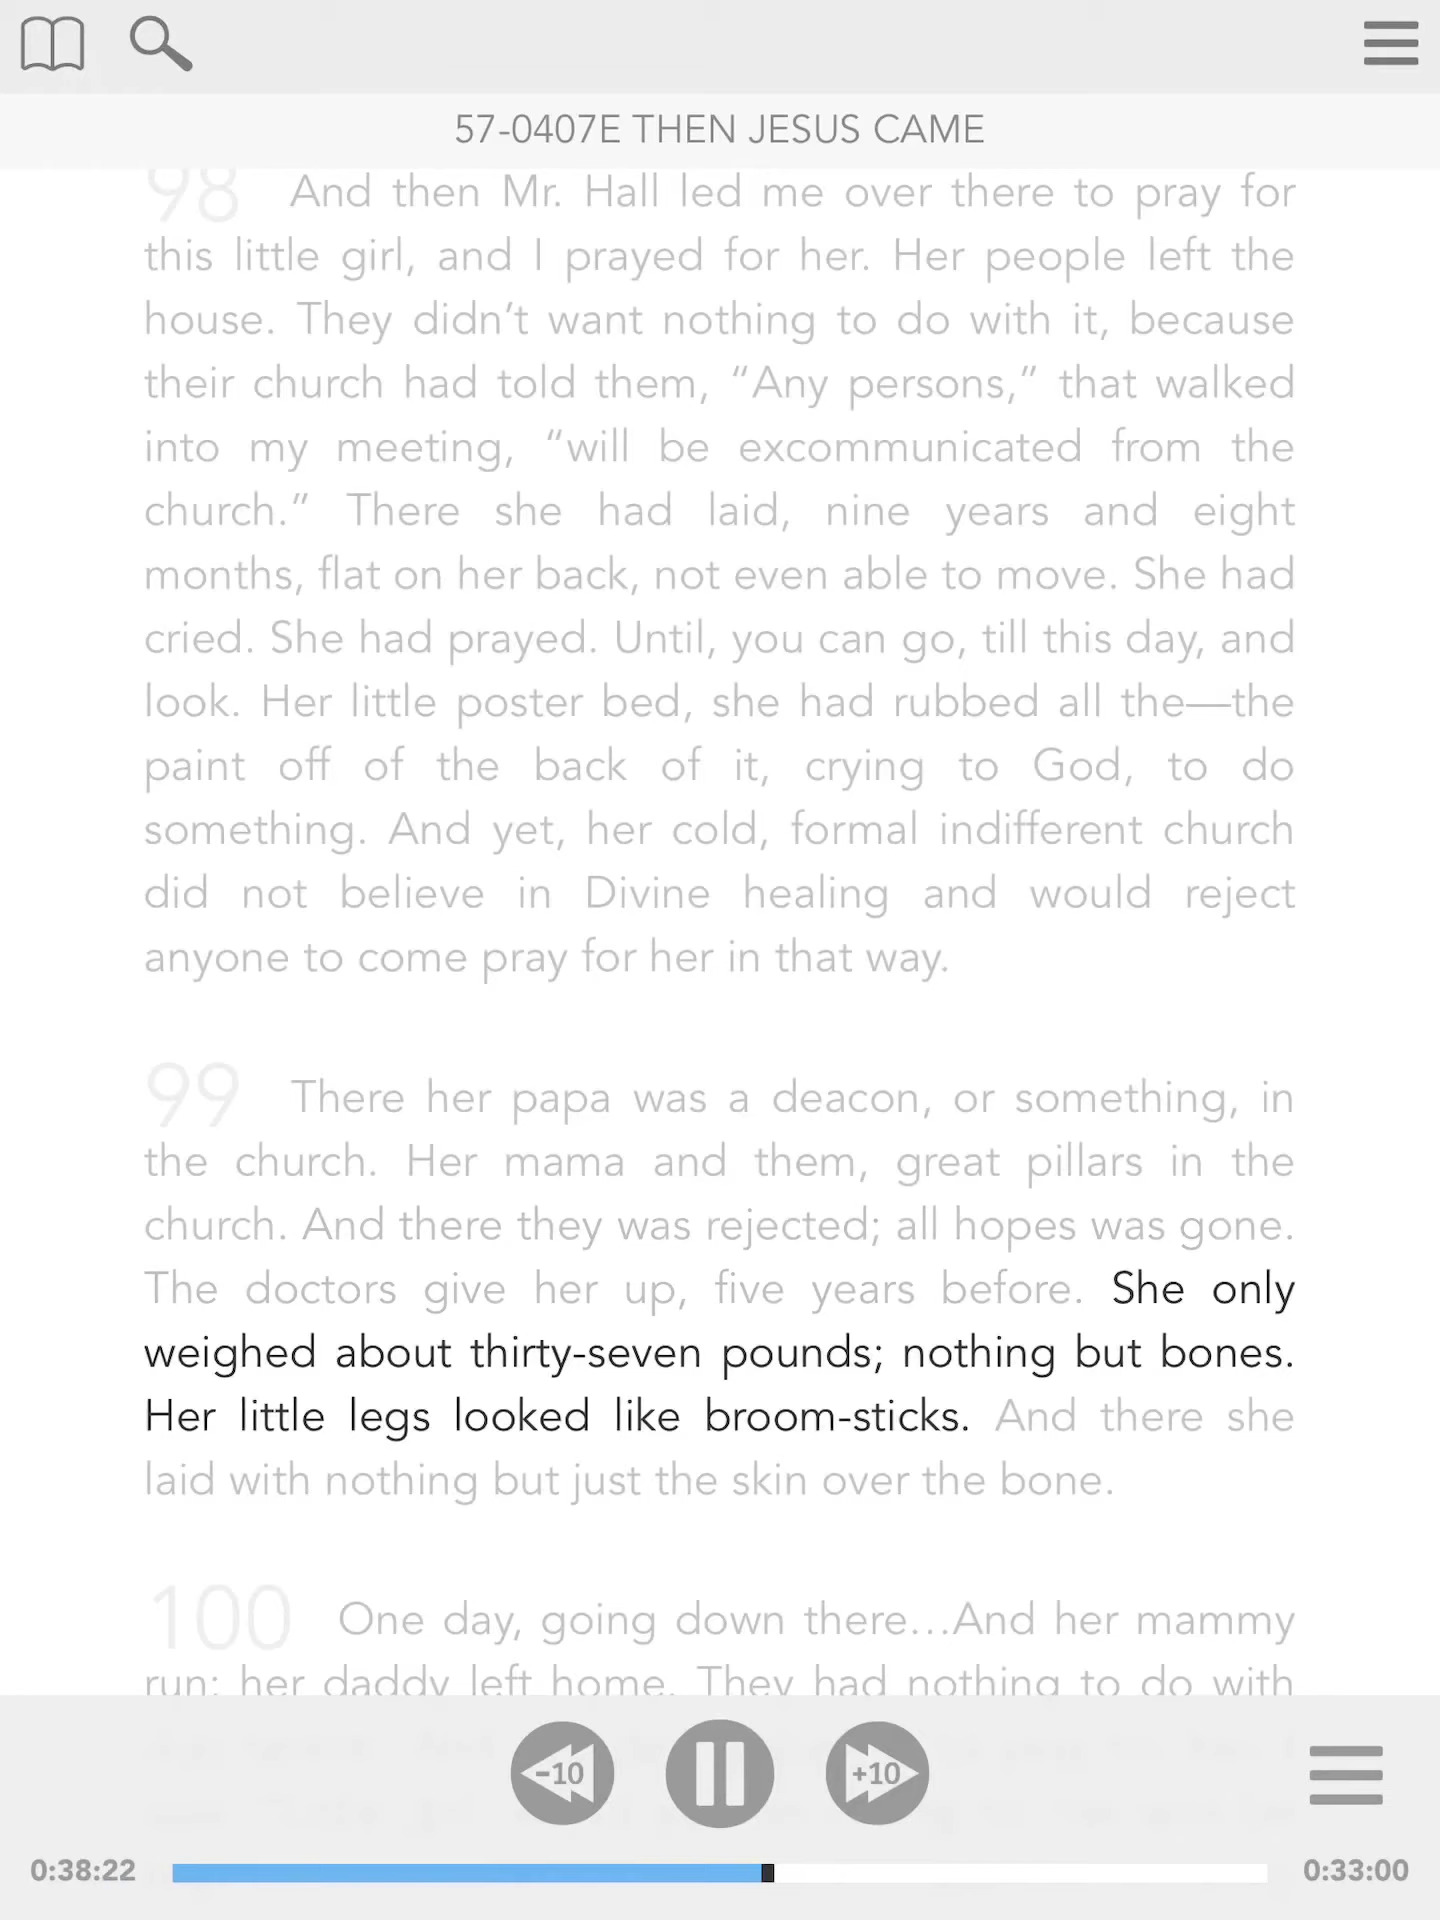 57-0407E THEN JESUS CAME
98 And then Mr. Hall led me over there to pray for
this little girl, and I prayed for her. Her people left the
house. They didn’t want nothing to do with it, because
their church had told them, “Any persons,” that walked
into my meeting, “will be excommunicated from the
church.” There she had laid, nine years and eight
months, flat on her back, not even able to move. She had
cried. She had prayed. Until, you can go, till this day, and
look. Her little poster bed, she had rubbed all the—the
paint off of the back of it, crying to God, to do
something. And yet, her cold, formal indifferent church
did not believe in Divine healing and would reject
anyone to come pray for her in that way.
99 There her papa was a deacon, or something, in
the church. Her mama and them, great pillars in the
church. And there they was rejected; all hopes was gone.
The doctors give her up, five years before. She only
weighed about thirty-seven pounds; nothing but bones.
Her little legs looked like broom-sticks. And there she
laid with nothing but just the skin over the bone.
100 One day, going down there…And her mammy
run; her daddy left home. They had nothing to do with
-10
+10
0:38:22
0:33:00